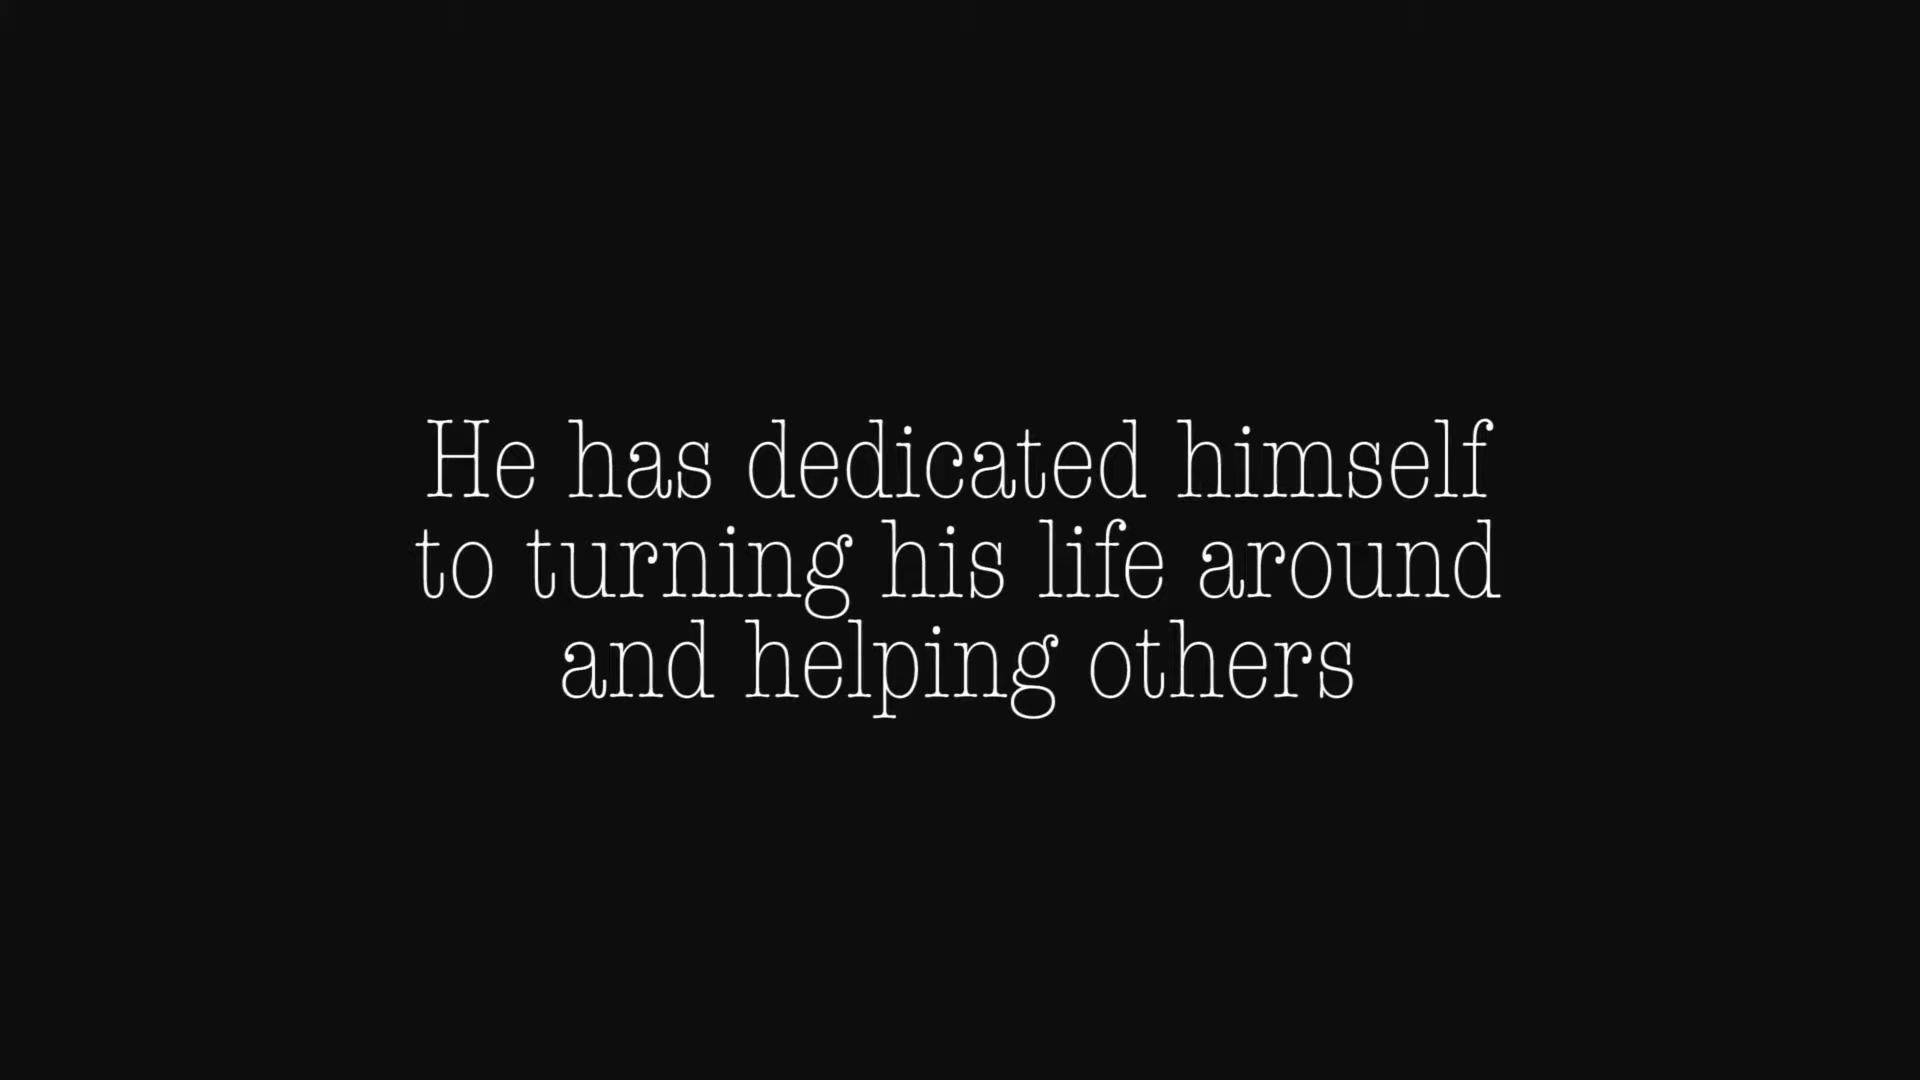 He has dedicated himself
to turning his life around
and helping others